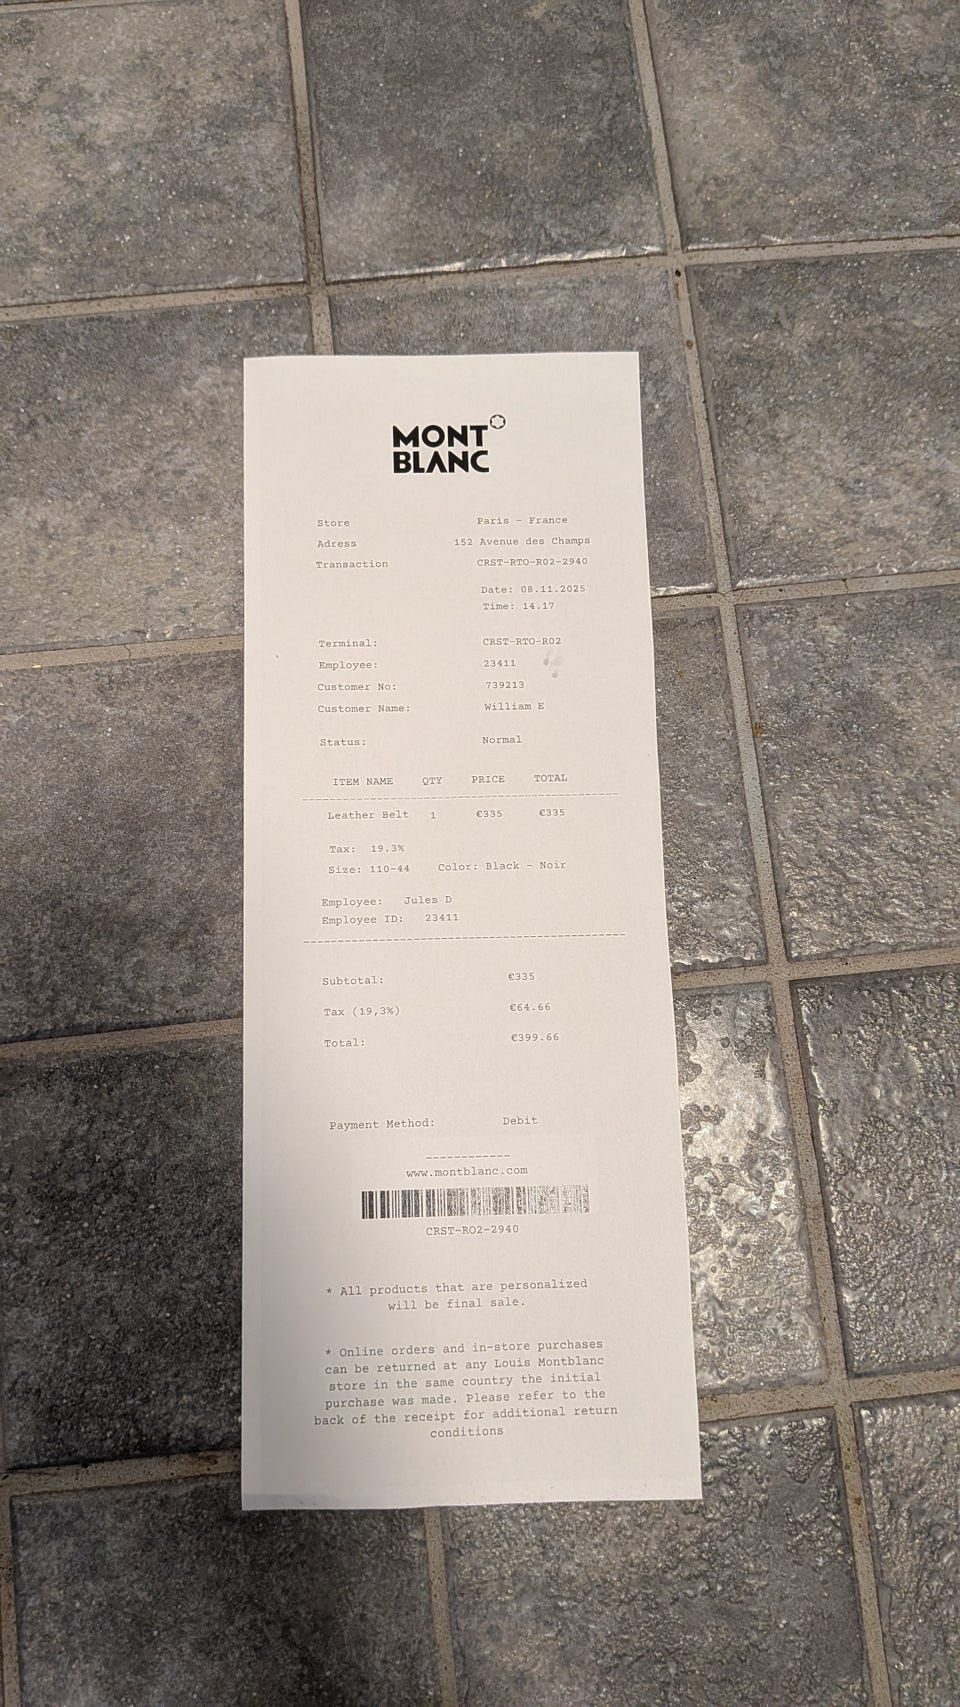 MONT
BLANC
Store Paris - France
Adress 152 Avenue des Champs
Transaction CRST-RTO-R02-2940
Date: 08.11.2025
Time: 14.17
Terminal: CRST-RTO-R02
Employee: 23411
Customer No: 739213
Customer Name: William E
Status: Normal
ITEM NAME QTY PRICE TOTAL
Leather Belt 1 €335 €335
Tax: 19.3%
Size: 110-44 Color: Black - Noir
Employee: Jules D
Employee ID: 23411
Subtotal: €335
Tax (19,3%) €64.66
Total: €399.66
Payment Method: Debit
www.montblanc.com
CRST-RO2-2940
* All products that are personalized
will be final sale.
* Online orders and in-store purchases
can be returned at any Louis Montblanc
store in the same country the initial
purchase was made. Please refer to the
back of the receipt for additional return
conditions